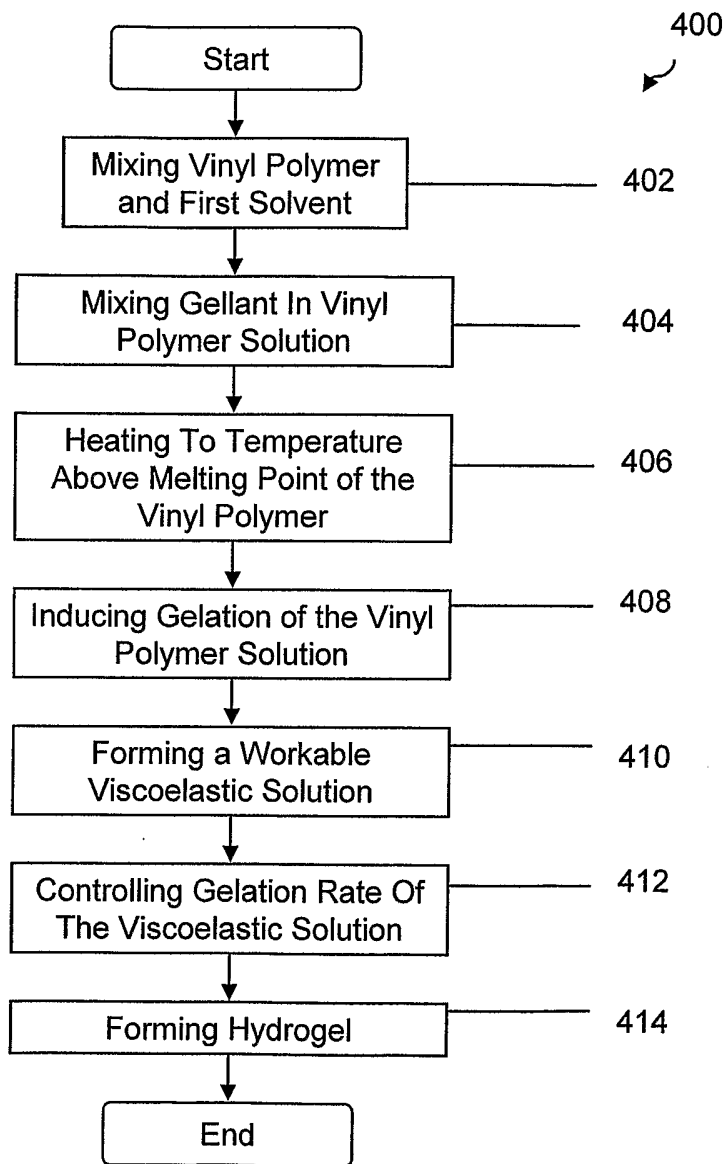 400
Start
Mixing Vinyl Polymer
and First Solvent
402
Mixing Gellant In Vinyl
Polymer Solution
404
Heating To Temperature
Above Melting Point of the
Vinyl Polymer
406
Inducing Gelation of the Vinyl
Polymer Solution
408
Forming a Workable
Viscoelastic Solution
410
Controlling Gelation Rate Of
The Viscoelastic Solution
412
Forming Hydrogel
414
End